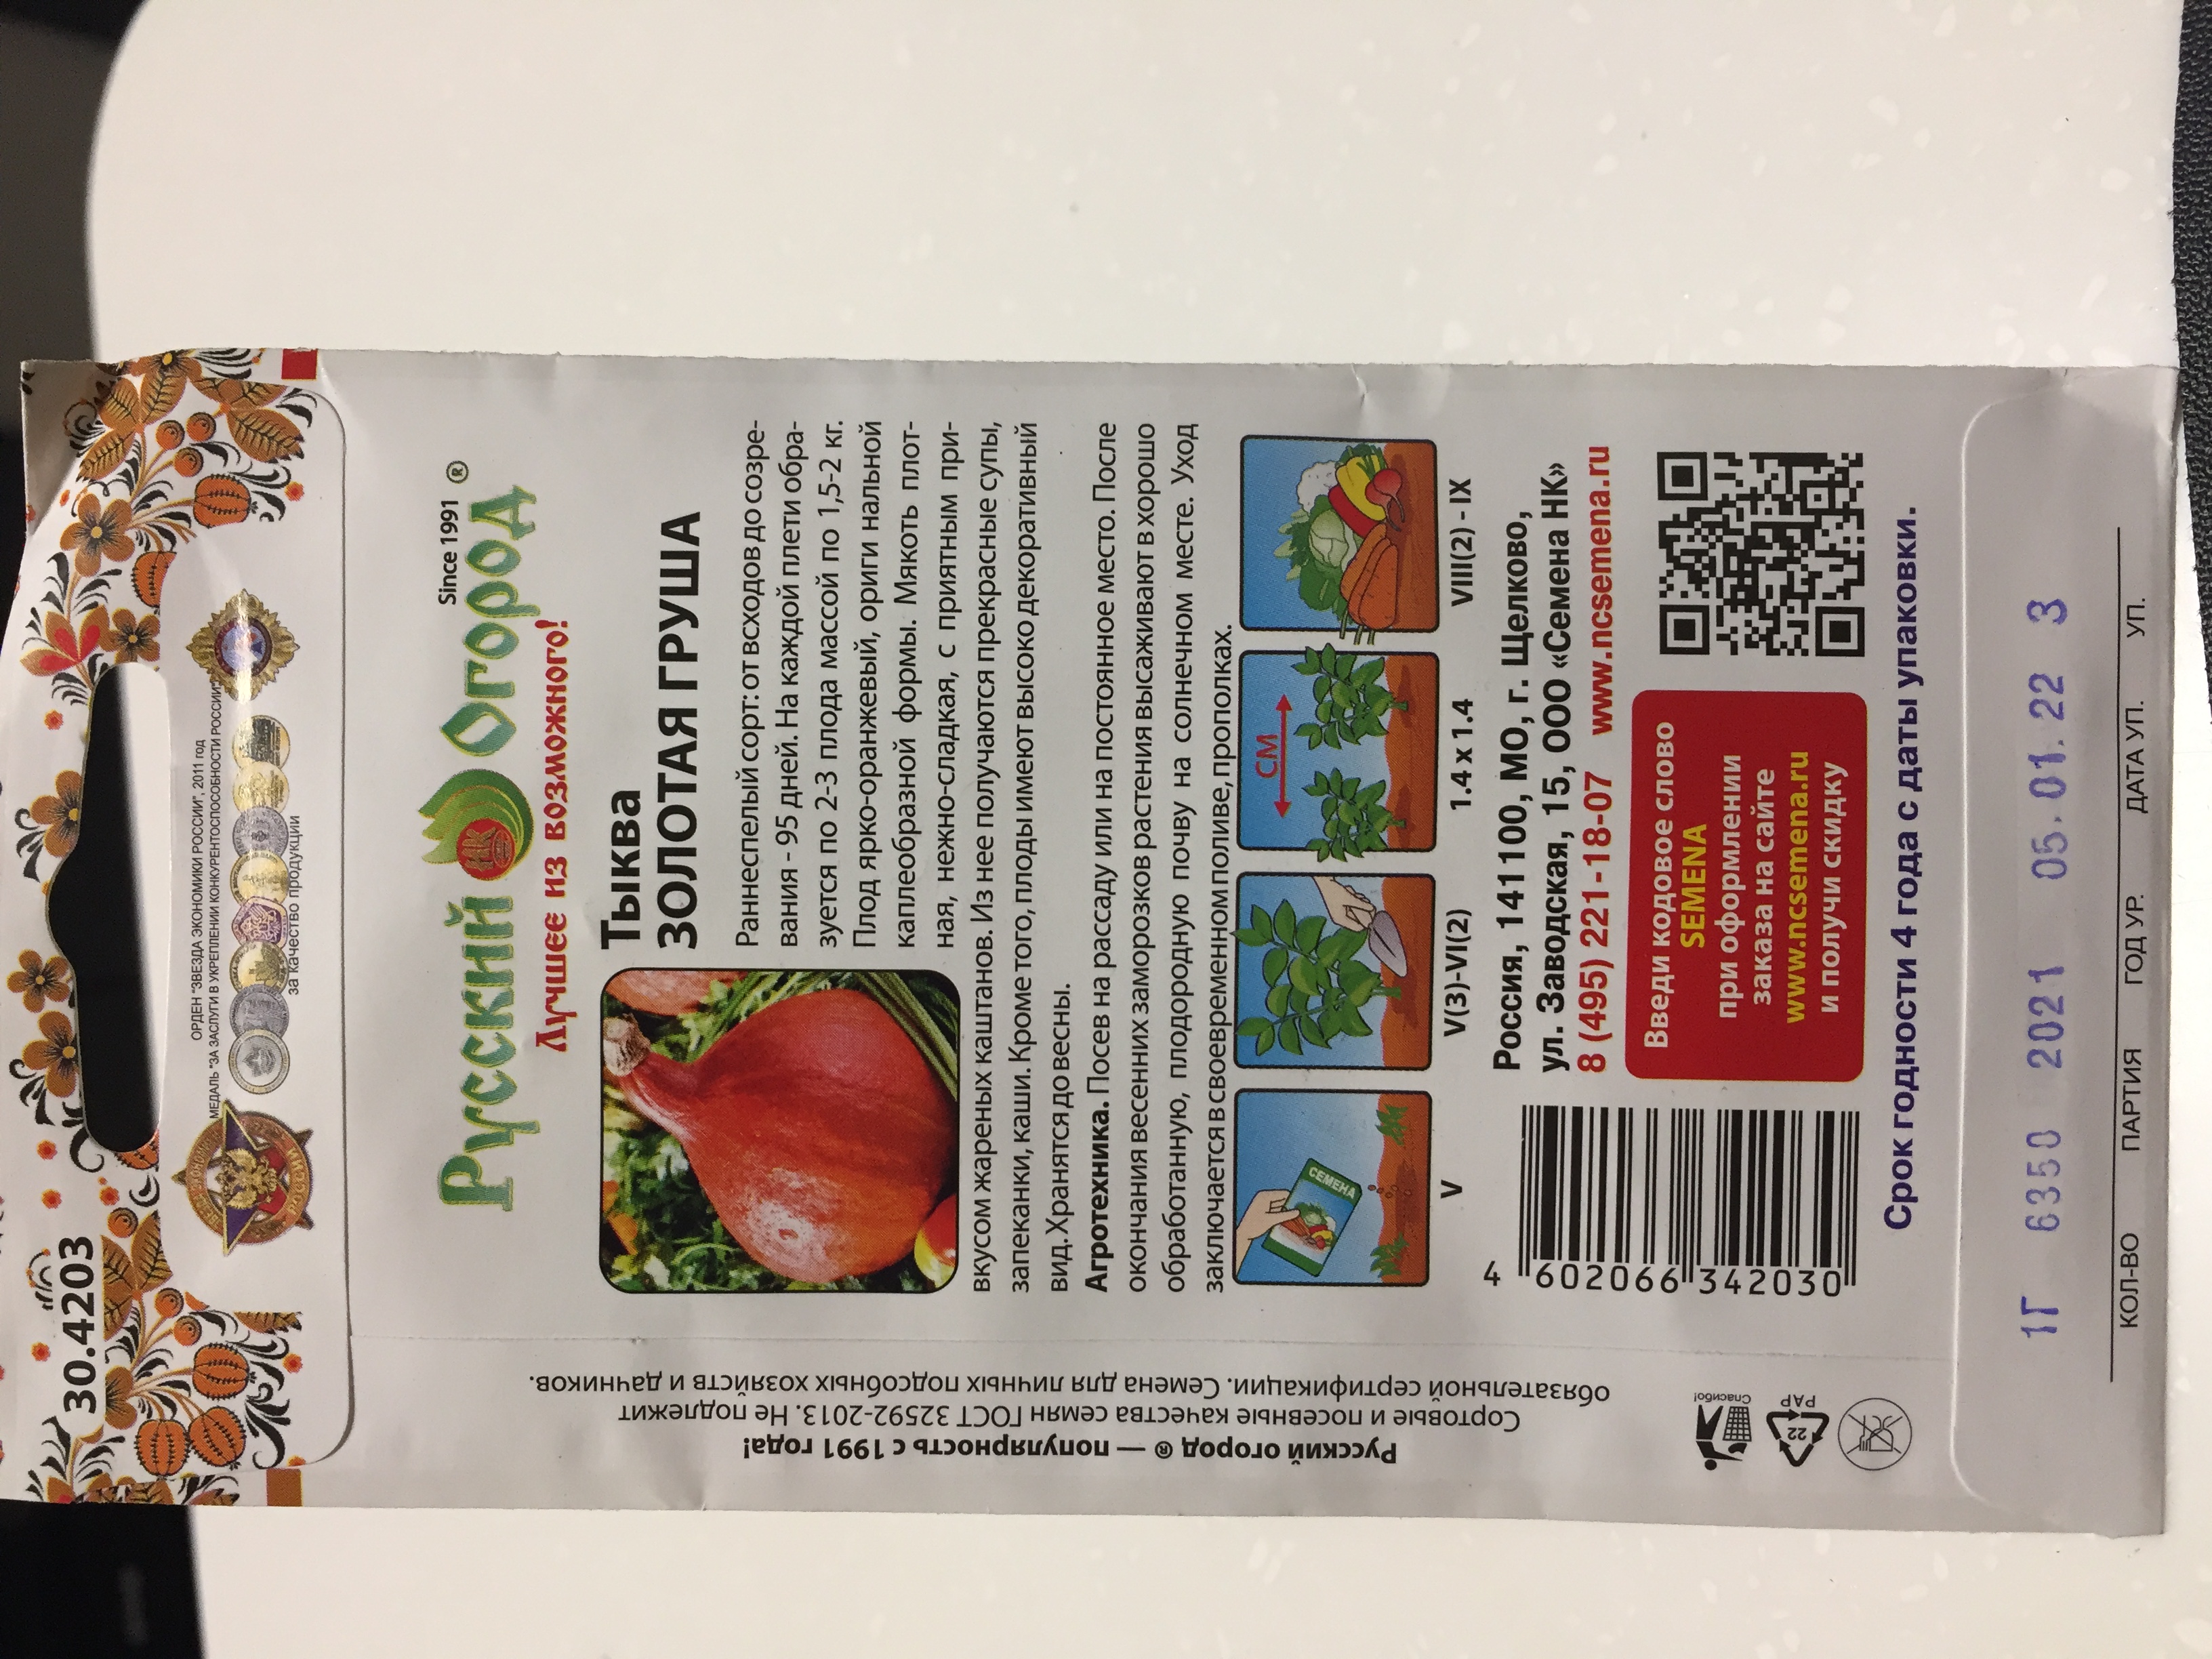 30.4203
ОРДЕН "ЗВЕЗДА ЭКОНОМИКИ РОССИИ", 2011 год
МЕДАЛЬ "ЗА ЗАСЛУГИ В УКРЕПЛЕНИИ КОНКУРЕНТОСПОСОБНОСТИ РОССИИ"
за качество продукции
Since 1991 ®
Русский НК Огород
Лучшее из возможного!
Тыква
ЗОЛОТАЯ ГРУША
Раннеспелый сорт: от всходов до созре-
вания - 95 дней. На каждой плети обра-
зуется по 2-3 плода массой по 1,5-2 кг.
Плод ярко-оранжевый, ориги нальной
каплеобразной формы. Мякоть плот-
ная, нежно-сладкая, с приятным при-
вкусом жареных каштанов. Из нее получаются прекрасные супы,
запеканки, каши. Кроме того, плоды имеют высоко декоративный
вид. Хранятся до весны.
Агротехника. Посев на рассаду или на постоянное место. После
окончания весенних заморозков растения высаживают в хорошо
обработанную, плодородную почву на солнечном месте. Уход
заключается в своевременном поливе, прополках.
СЕМЕНА
СМ
V
V(3)-VI(2)
1.4 x 1.4
VIII(2) - IX
Россия, 141100, МО, г. Щелково,
ул. Заводская, 15, ООО «Семена НК»
8 (495) 221-18-07 www.ncsemena.ru
4 602066 342030
Введи кодовое слово
SEMENA
при оформлении
заказа на сайте
www.ncsemena.ru
и получи скидку
Срок годности 4 года с даты упаковки.
1Г 6350 2021 05.01.22 3
КОЛ-ВО ПАРТИЯ ГОД УР. ДАТА УП. УП.
Русский огород ® — популярность с 1991 года!
Сортовые и посевные качества семян ГОСТ 32592-2013. Не подлежит
обязательной сертификации. Семена для личных подсобных хозяйств и дачников.
Спасибо!
22
PAP